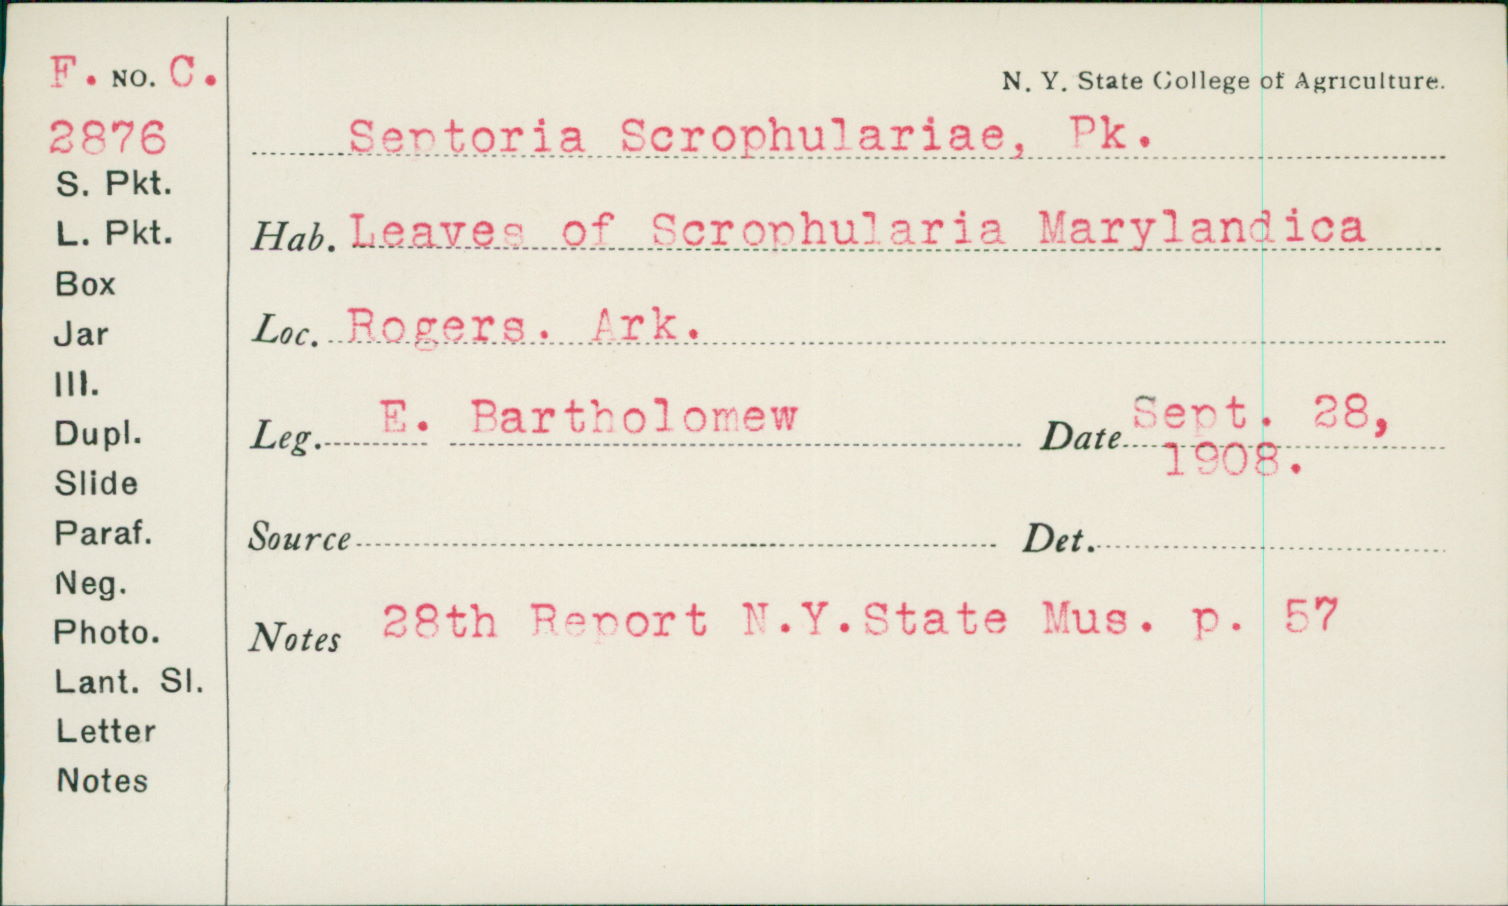 F. NO. C.
2876
S. Pkt.
L. Pkt.
Box
Jar
Ill.
Dupl.
Slide
Paraf.
Neg.
Photo.
Lant. Sl.
Letter
Notes
N. Y. State College of Agriculture.
Septoria Scrophulariae, Pk.
Hab. Leaves of Scrophularia Marylandica
Loc. Rogers. Ark.
Leg. E. Bartholomew Date Sept. 28,
1908.
Source Det.
Notes 28th Report N.Y.State Mus. p. 57